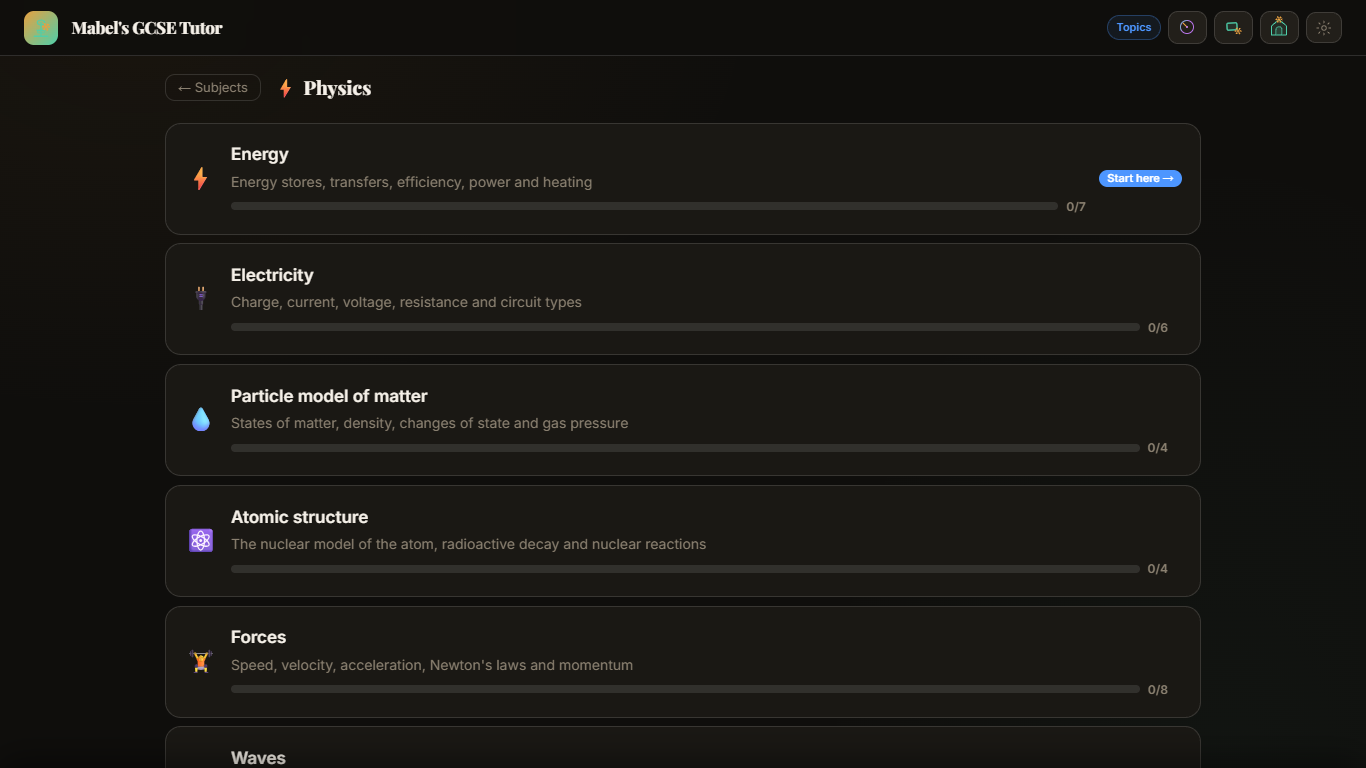 Mabel's GCSE Tutor
Topics
← Subjects
Physics
Energy
Energy stores, transfers, efficiency, power and heating
0/7
Start here →
Electricity
Charge, current, voltage, resistance and circuit types
0/6
Particle model of matter
States of matter, density, changes of state and gas pressure
0/4
Atomic structure
The nuclear model of the atom, radioactive decay and nuclear reactions
0/4
Forces
Speed, velocity, acceleration, Newton's laws and momentum
0/8
Waves